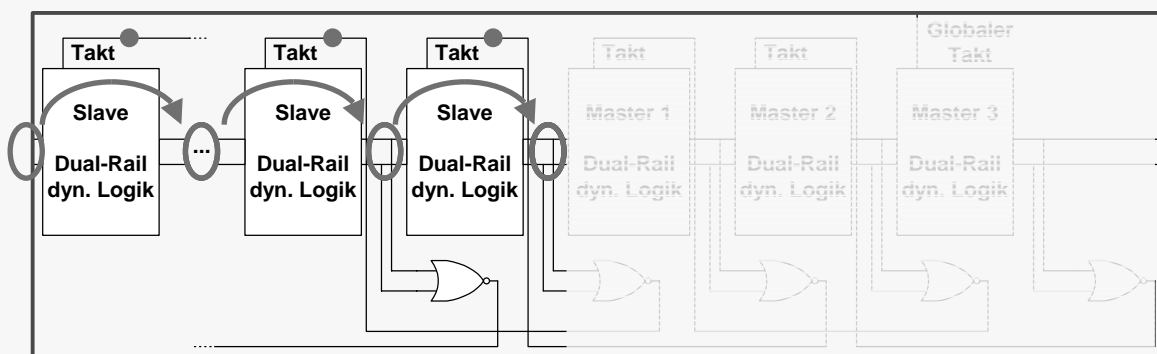 Globaler
Takt
Takt
....
Takt
Takt
Takt
Takt
Slave
Slave
Slave
Master 1
Master 2
Master 3
...
Dual-Rail
dyn. Logik
Dual-Rail
dyn. Logik
Dual-Rail
dyn. Logik
Dual-Rail
dyn. Logik
Dual-Rail
dyn. Logik
Dual-Rail
dyn. Logik
.....